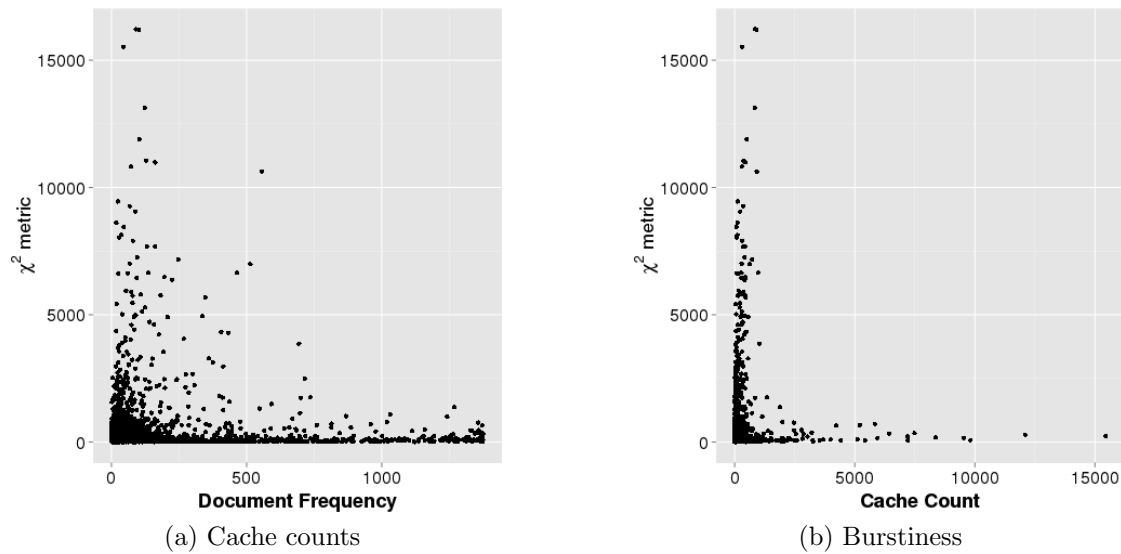 15000
10000
5000
0
χ² metric
0
500
1000
Document Frequency
(a) Cache counts
15000
10000
5000
0
χ² metric
0
5000
10000
15000
Cache Count
(b) Burstiness